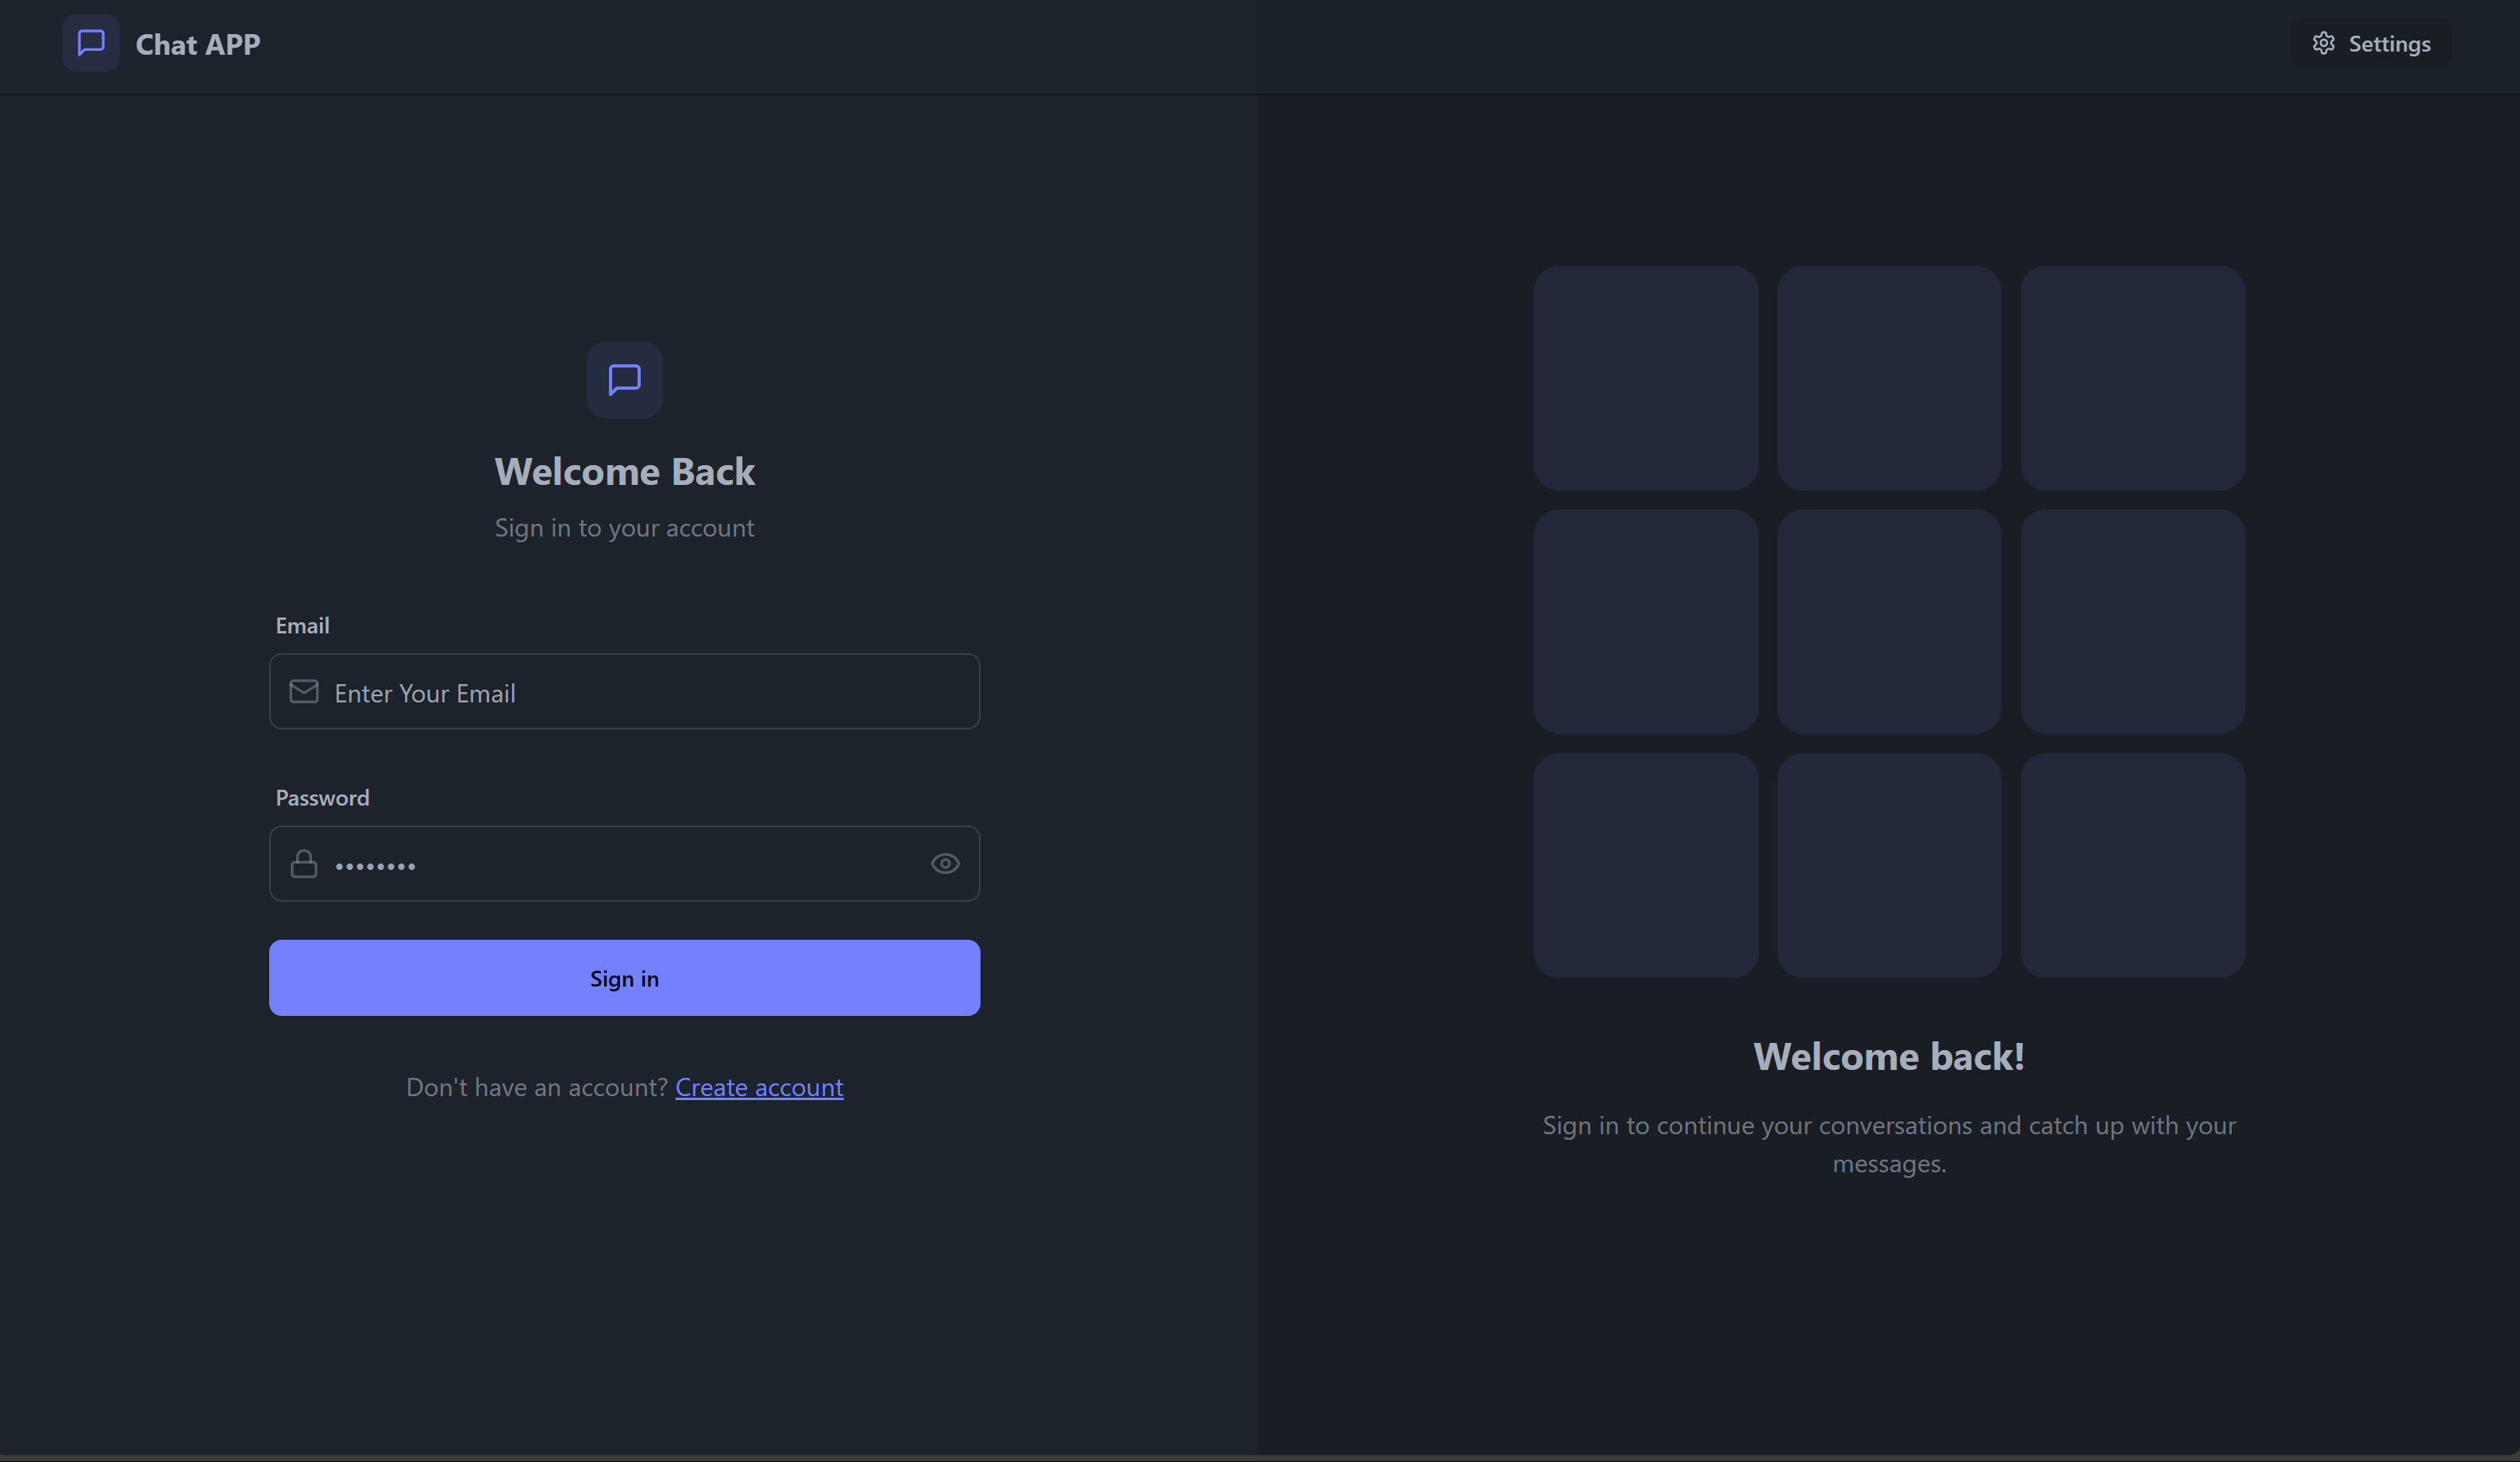 Chat APP
Settings
Welcome Back
Sign in to your account
Email
Enter Your Email
Password
••••••••
Sign in
Don't have an account? Create account
Welcome back!
Sign in to continue your conversations and catch up with your
messages.